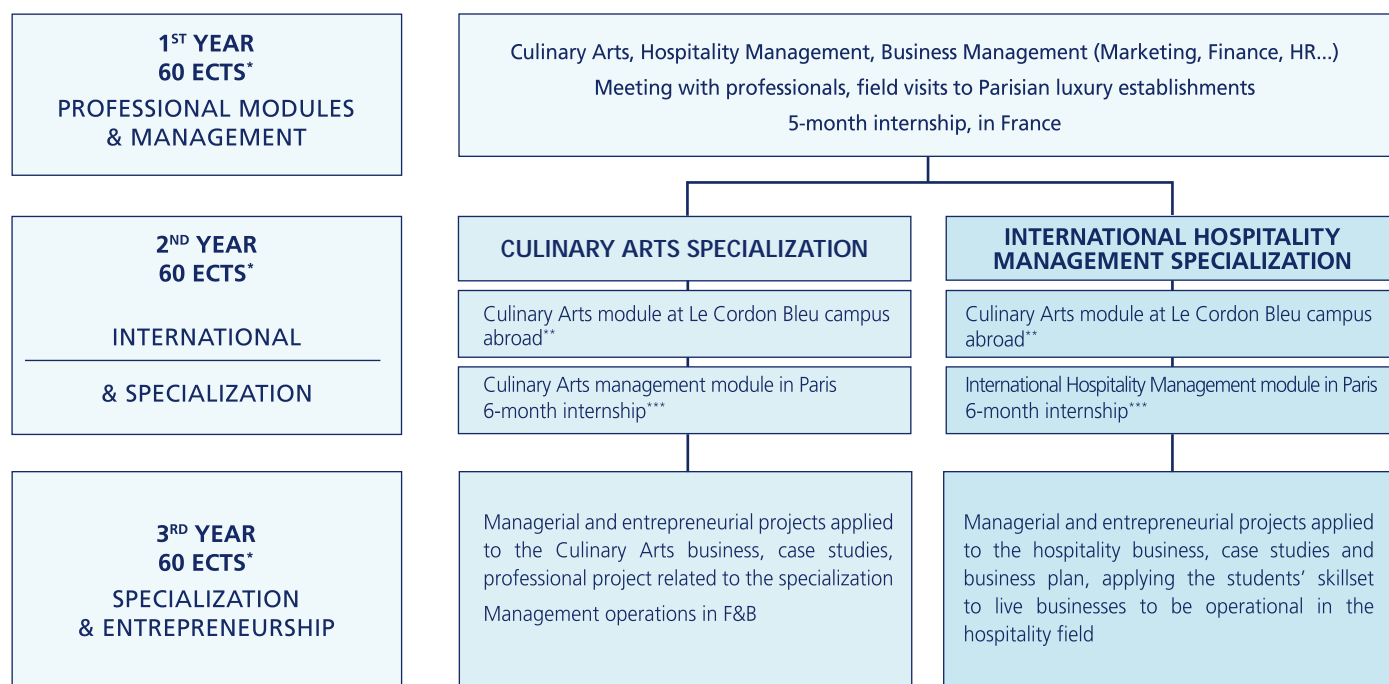 1ST YEAR
60 ECTS*
PROFESSIONAL MODULES
& MANAGEMENT
Culinary Arts, Hospitality Management, Business Management (Marketing, Finance, HR...)
Meeting with professionals, field visits to Parisian luxury establishments
5-month internship, in France
2ND YEAR
60 ECTS*
INTERNATIONAL
& SPECIALIZATION
CULINARY ARTS SPECIALIZATION
Culinary Arts module at Le Cordon Bleu campus
abroad**
Culinary Arts management module in Paris
6-month internship***
INTERNATIONAL HOSPITALITY
MANAGEMENT SPECIALIZATION
Culinary Arts module at Le Cordon Bleu campus
abroad**
International Hospitality Management module in Paris
6-month internship***
3RD YEAR
60 ECTS*
SPECIALIZATION
& ENTREPRENEURSHIP
Managerial and entrepreneurial projects applied
to the Culinary Arts business, case studies,
professional project related to the specialization
Management operations in F&B
Managerial and entrepreneurial projects applied
to the hospitality business, case studies and
business plan, applying the students' skillset
to live businesses to be operational in the
hospitality field